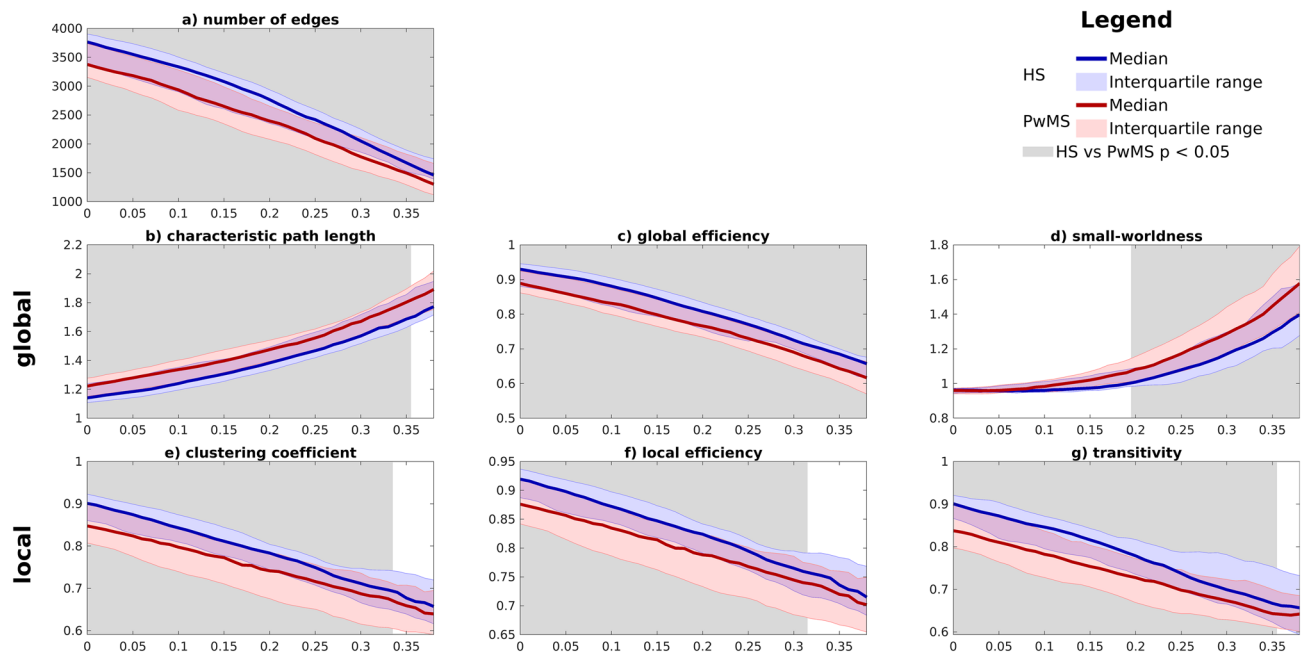 a) number of edges
4000
3500
3000
2500
2000
1500
1000
0 0.05 0.1 0.15 0.2 0.25 0.3 0.35
Legend
HS
Median
Interquartile range
PwMS
Median
Interquartile range
HS vs PwMS p < 0.05
global
b) characteristic path length
2.2
2
1.8
1.6
1.4
1.2
1
0 0.05 0.1 0.15 0.2 0.25 0.3 0.35
c) global efficiency
1
0.9
0.8
0.7
0.6
0.5
0 0.05 0.1 0.15 0.2 0.25 0.3 0.35
d) small-worldness
1.8
1.6
1.4
1.2
1
0.8
0 0.05 0.1 0.15 0.2 0.25 0.3 0.35
local
e) clustering coefficient
1
0.9
0.8
0.7
0.6
0 0.05 0.1 0.15 0.2 0.25 0.3 0.35
f) local efficiency
0.95
0.9
0.85
0.8
0.75
0.7
0.65
0 0.05 0.1 0.15 0.2 0.25 0.3 0.35
g) transitivity
1
0.9
0.8
0.7
0.6
0 0.05 0.1 0.15 0.2 0.25 0.3 0.35